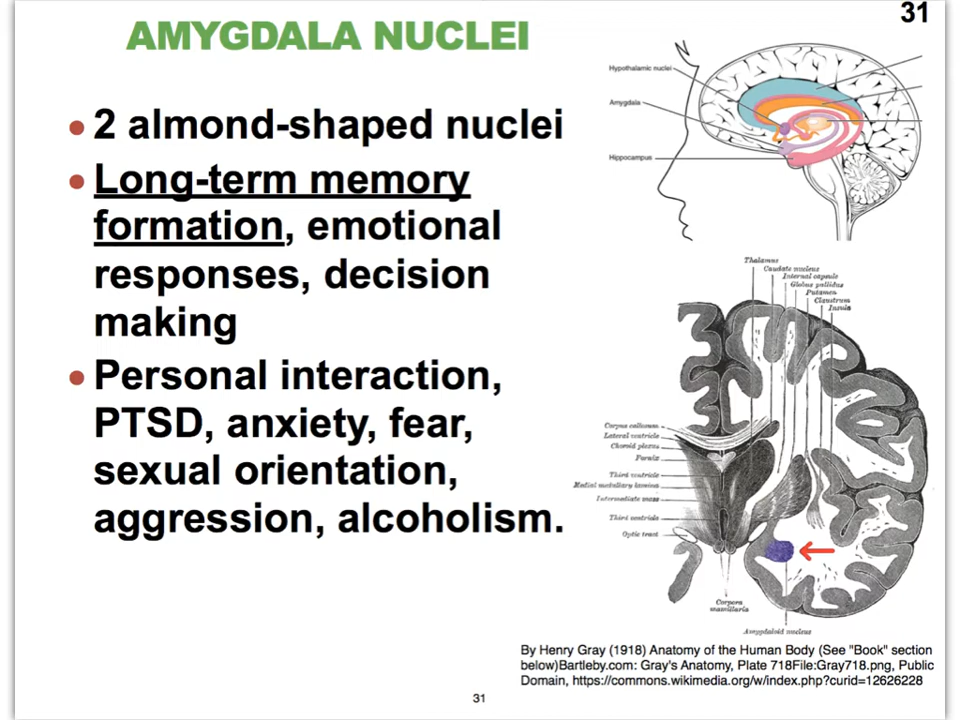 31
AMYGDALA NUCLEI
• 2 almond-shaped nuclei
• Long-term memory
formation, emotional
responses, decision
making
• Personal interaction,
PTSD, anxiety, fear,
sexual orientation,
aggression, alcoholism.
Hypothalamic nuclei
Amygdala
Hippocampus
Thalamus
Caudate nucleus
Internal capsule
Globus pallidus
Putamen
Claustrum
Insula
Corpus callosum
Lateral ventricle
Choroid plexus
Fornix
Third ventricle
Medial medullary lamina
Intermediate mass
Third ventricle
Optic tract
Corpora
mamillaria
Amygdaloid nucleus
By Henry Gray (1918) Anatomy of the Human Body (See "Book" section
below)Bartleby.com: Gray's Anatomy, Plate 718File:Gray718.png, Public
Domain, https://commons.wikimedia.org/w/index.php?curid=12626228
31